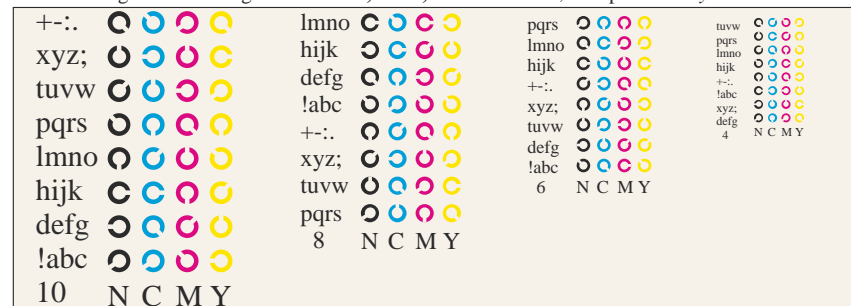 +-:.
xyz;
tuvw
pqrs
lmno
hijk
defg
!abc
10 N C M Y
lmno
hijk
defg
!abc
+-:.
xyz;
tuvw
pqrs
8 N C M Y
pqrs
lmno
hijk
+-:.
xyz;
tuvw
defg
!abc
6 N C M Y
tuvw
pqrs
lmno
hijk
+-:.
!abc
xyz;
defg
4 N C M Y